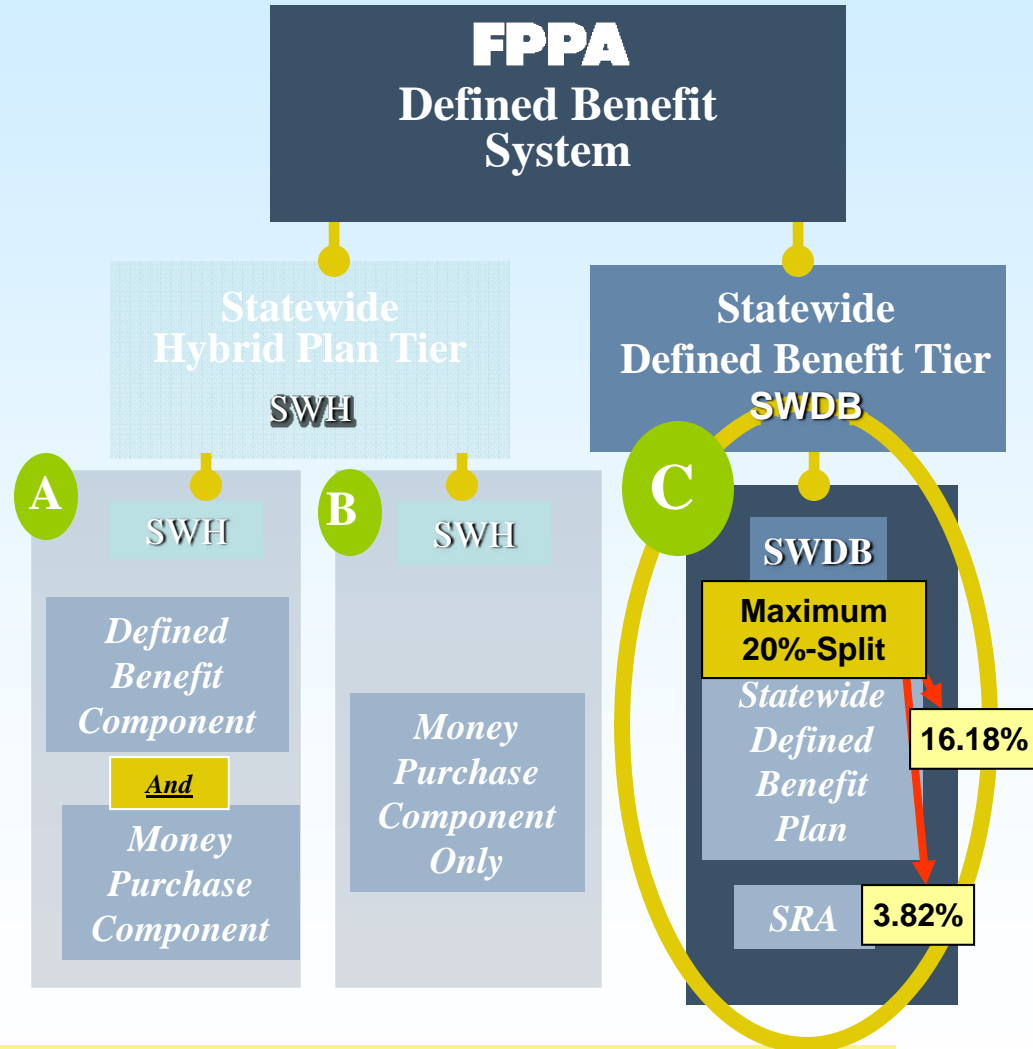 FPPA
Defined Benefit
System
Statewide
Hybrid Plan Tier
SWH
Statewide
Defined Benefit Tier
SWDB
A
SWH
Defined
Benefit
Component
And
Money
Purchase
Component
B
SWH
Money
Purchase
Component
Only
C
SWDB
Maximum
20%-Split
Statewide
Defined
Benefit
Plan
16.18%
SRA
3.82%